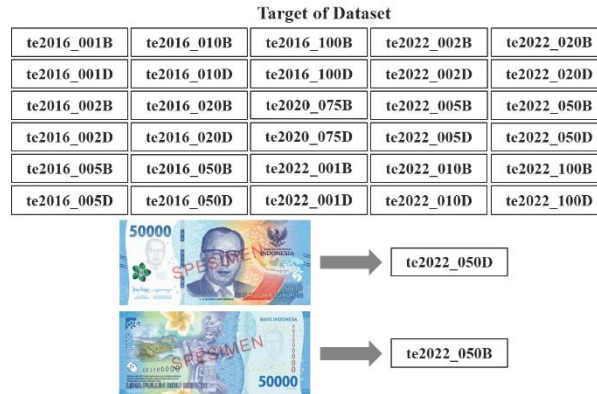 Target of Dataset
te2016_001B te2016_010B te2016_100B te2022_002B te2022_020B
te2016_001D te2016_010D te2016_100D te2022_002D te2022_020D
te2016_002B te2016_020B te2020_075B te2022_005B te2022_050B
te2016_002D te2016_020D te2020_075D te2022_005D te2022_050D
te2016_005B te2016_050B te2022_001B te2022_010B te2022_100B
te2016_005D te2016_050D te2022_001D te2022_010D te2022_100D
50000
INDONESIA
SPESIMEN
te2022_050D
BANK INDONESIA
SPESIMEN
50000
te2022_050B